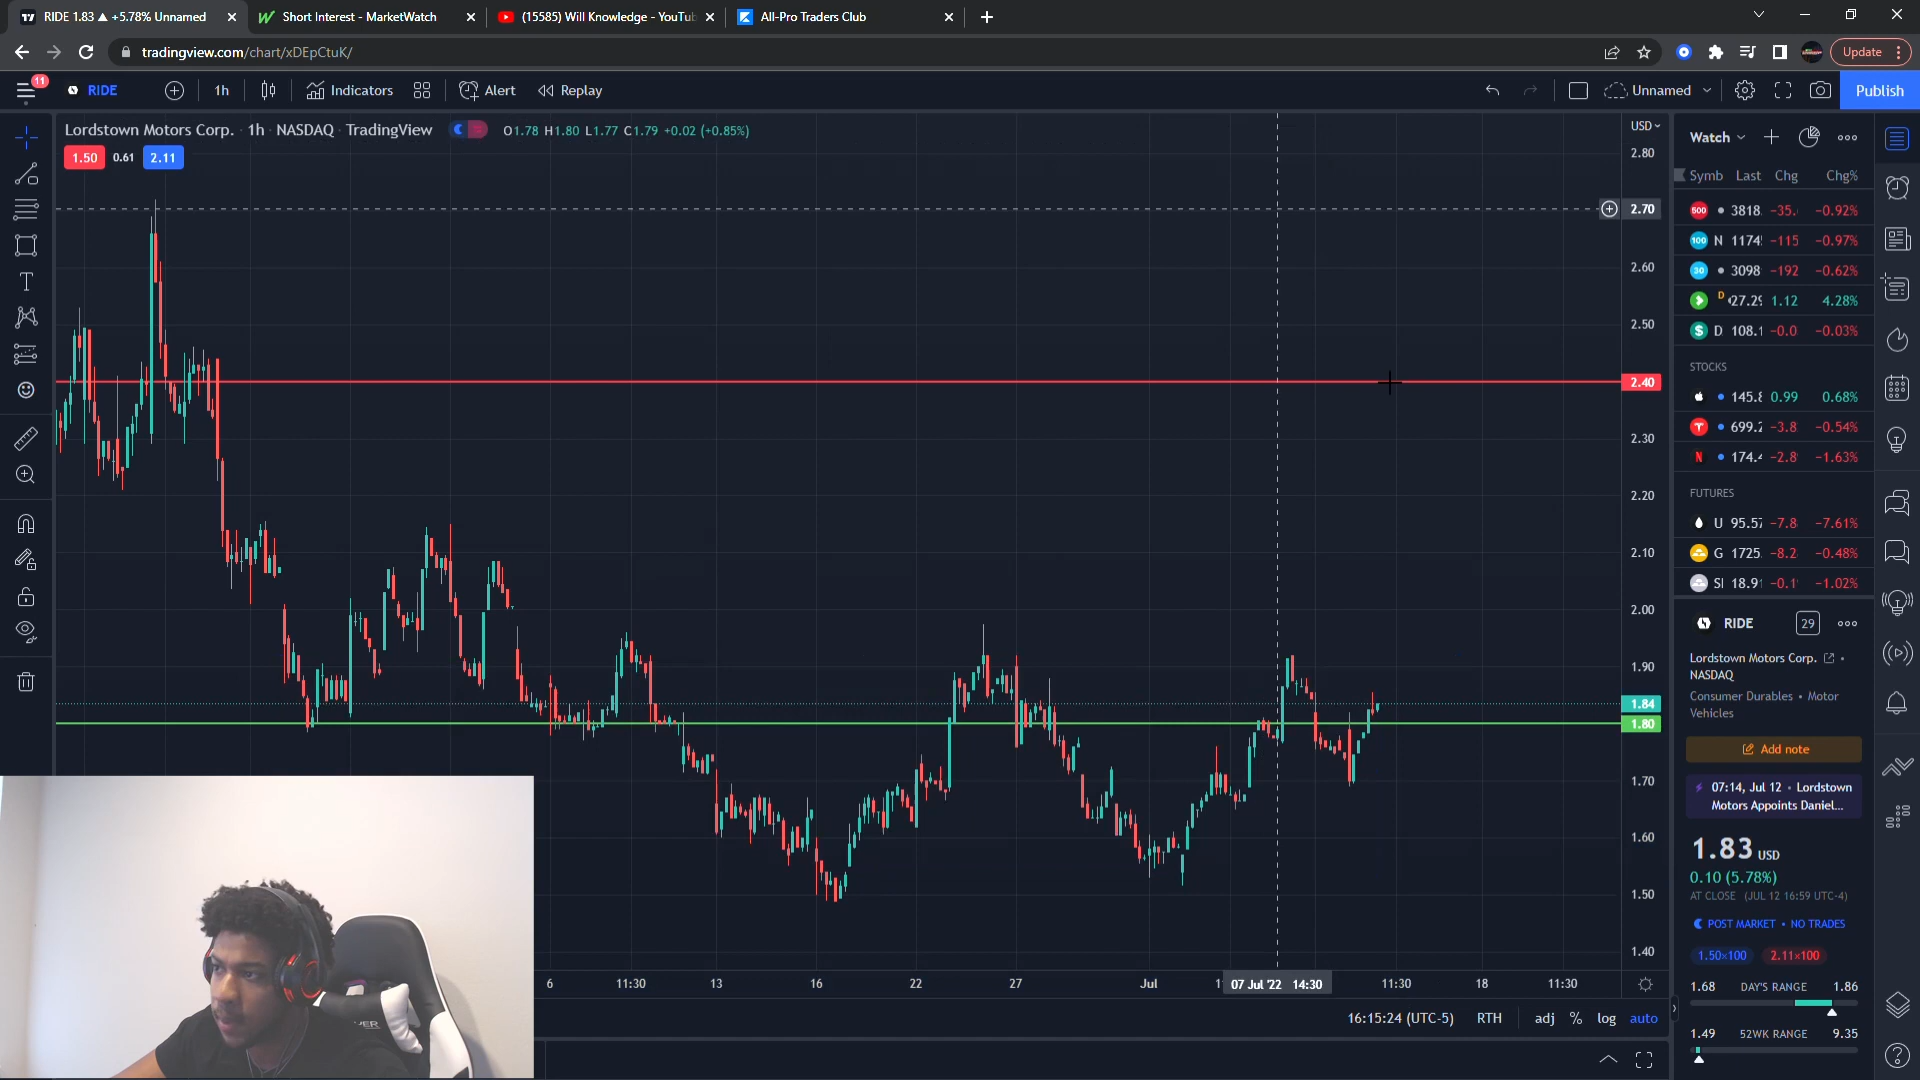 RIDE 1.83 ▲ +5.78% Unnamed
Short Interest - MarketWatch
(15585) Will Knowledge - YouTub
All-Pro Traders Club
tradingview.com/chart/xDEpCtuK/
Update
11
RIDE
1h
Indicators
Alert
Replay
Unnamed
Publish
Lordstown Motors Corp. · 1h · NASDAQ · TradingView
O1.78 H1.80 L1.77 C1.79 +0.02 (+0.85%)
1.50 0.61 2.11
USD
2.80
2.70
2.60
2.50
2.40
2.30
2.20
2.10
2.00
1.90
1.84
1.80
1.70
1.60
1.50
1.40
6 11:30 13 16 22 27 Jul 07 Jul '22 14:30 11:30 18 11:30
16:15:24 (UTC-5) RTH adj % log auto
Watch
Symb Last Chg Chg%
500 3818. -35. -0.92%
100 N 1174 -115 -0.97%
30 3098 -192 -0.62%
D 27.29 1.12 4.28%
$ D 108.1 -0.0 -0.03%
STOCKS
145.8 0.99 0.68%
699.2 -3.8 -0.54%
N 174.4 -2.8 -1.63%
FUTURES
U 95.57 -7.8 -7.61%
G 1725. -8.2 -0.48%
SI 18.91 -0.1 -1.02%
RIDE 29
Lordstown Motors Corp. •
NASDAQ
Consumer Durables • Motor
Vehicles
Add note
07:14, Jul 12 • Lordstown
Motors Appoints Daniel...
1.83 USD
0.10 (5.78%)
AT CLOSE (JUL 12 16:59 UTC-4)
POST MARKET • NO TRADES
1.50×100 2.11×100
1.68 DAY'S RANGE 1.86
1.49 52WK RANGE 9.35